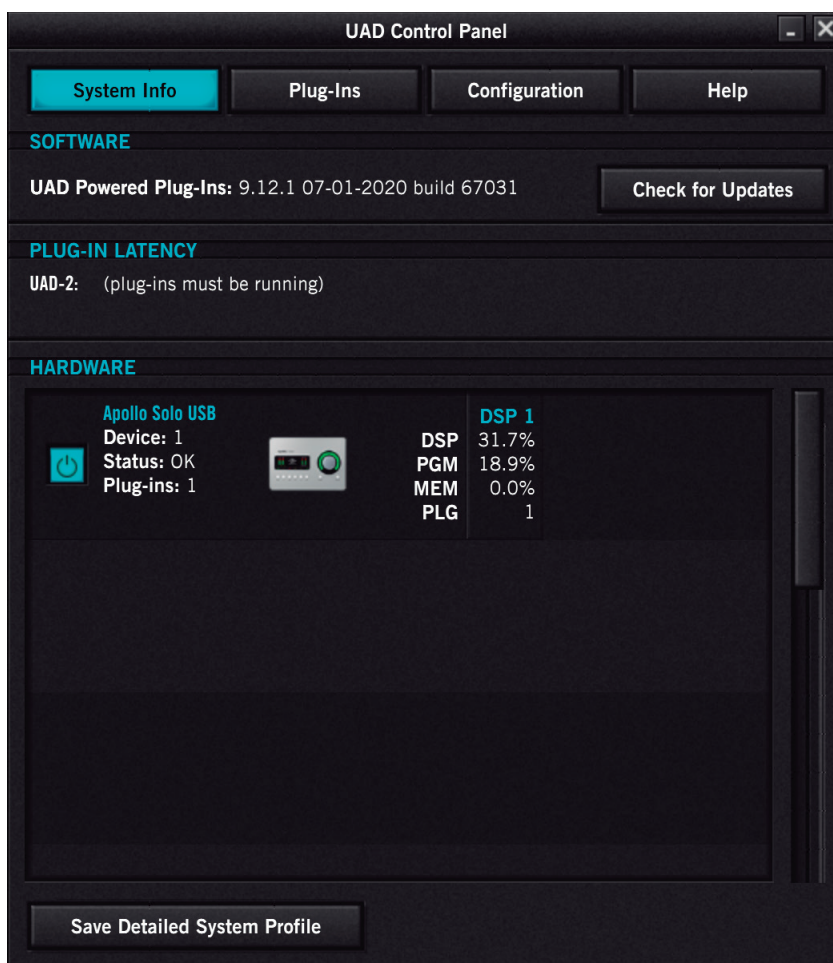 UAD Control Panel
System Info Plug-Ins Configuration Help
SOFTWARE
UAD Powered Plug-Ins: 9.12.1 07-01-2020 build 67031 Check for Updates
PLUG-IN LATENCY
UAD-2: (plug-ins must be running)
HARDWARE
Apollo Solo USB DSP 1
Device: 1 DSP 31.7%
Status: OK PGM 18.9%
Plug-ins: 1 MEM 0.0%
PLG 1
Save Detailed System Profile